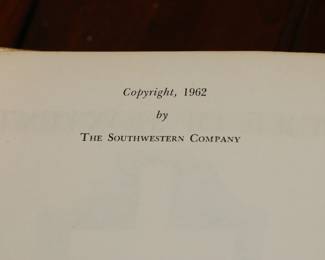 Copyright, 1962
by
The Southwestern Company